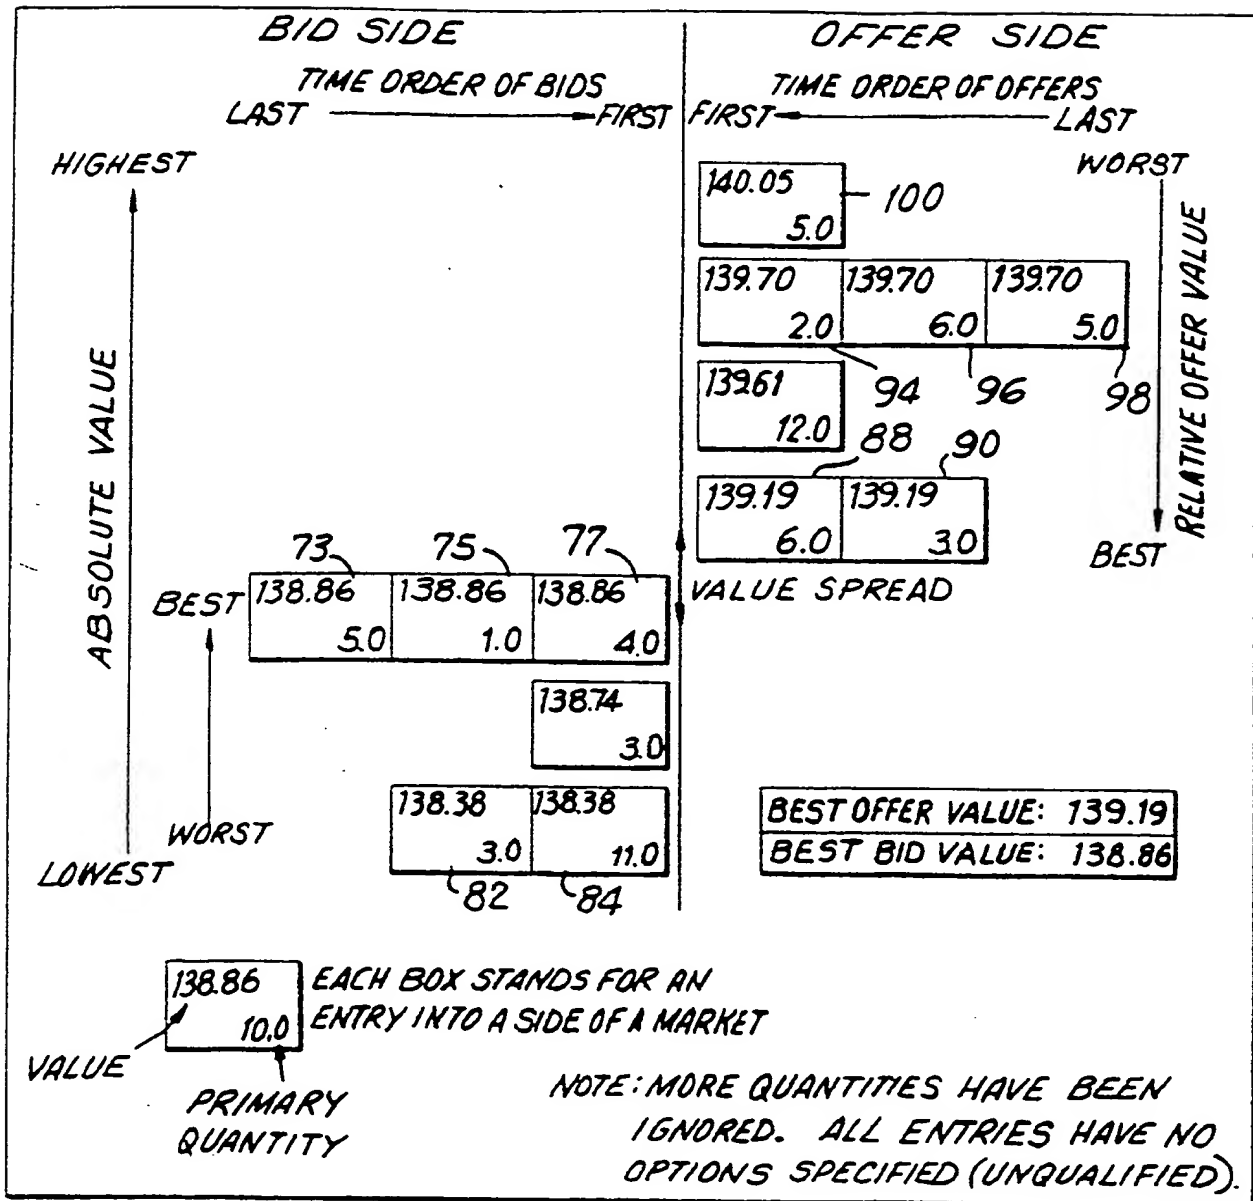 BID SIDE
OFFER SIDE
TIME ORDER OF BIDS
TIME ORDER OF OFFERS
LAST
FIRST
FIRST
LAST
HIGHEST
WORST
140.05
5.0
100
139.70
139.70
139.70
2.0
6.0
5.0
94
96
98
139.61
12.0
88
90
139.19
139.19
6.0
3.0
RELATIVE OFFER VALUE
BEST
ABSOLUTE VALUE
73
75
77
VALUE SPREAD
BEST
138.86
138.86
138.86
5.0
1.0
4.0
138.74
3.0
138.38
138.38
3.0
11.0
82
84
WORST
LOWEST
BEST OFFER VALUE: 139.19
BEST BID VALUE: 138.86
138.86
10.0
EACH BOX STANDS FOR AN
ENTRY INTO A SIDE OF A MARKET
VALUE
PRIMARY
QUANTITY
NOTE: MORE QUANTITIES HAVE BEEN
IGNORED. ALL ENTRIES HAVE NO
OPTIONS SPECIFIED (UNQUALIFIED).